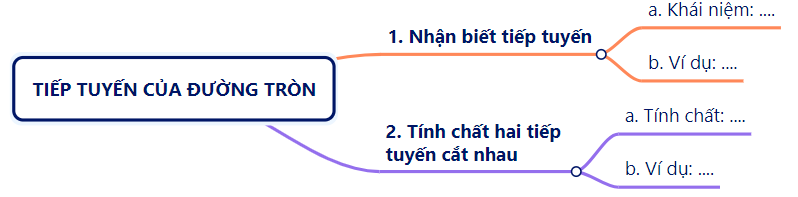 TIẾP TUYẾN CỦA ĐƯỜNG TRÒN
1. Nhận biết tiếp tuyến
a. Khái niệm: ....
b. Ví dụ: ....
2. Tính chất hai tiếp
tuyến cắt nhau
a. Tính chất: ....
b. Ví dụ: ....